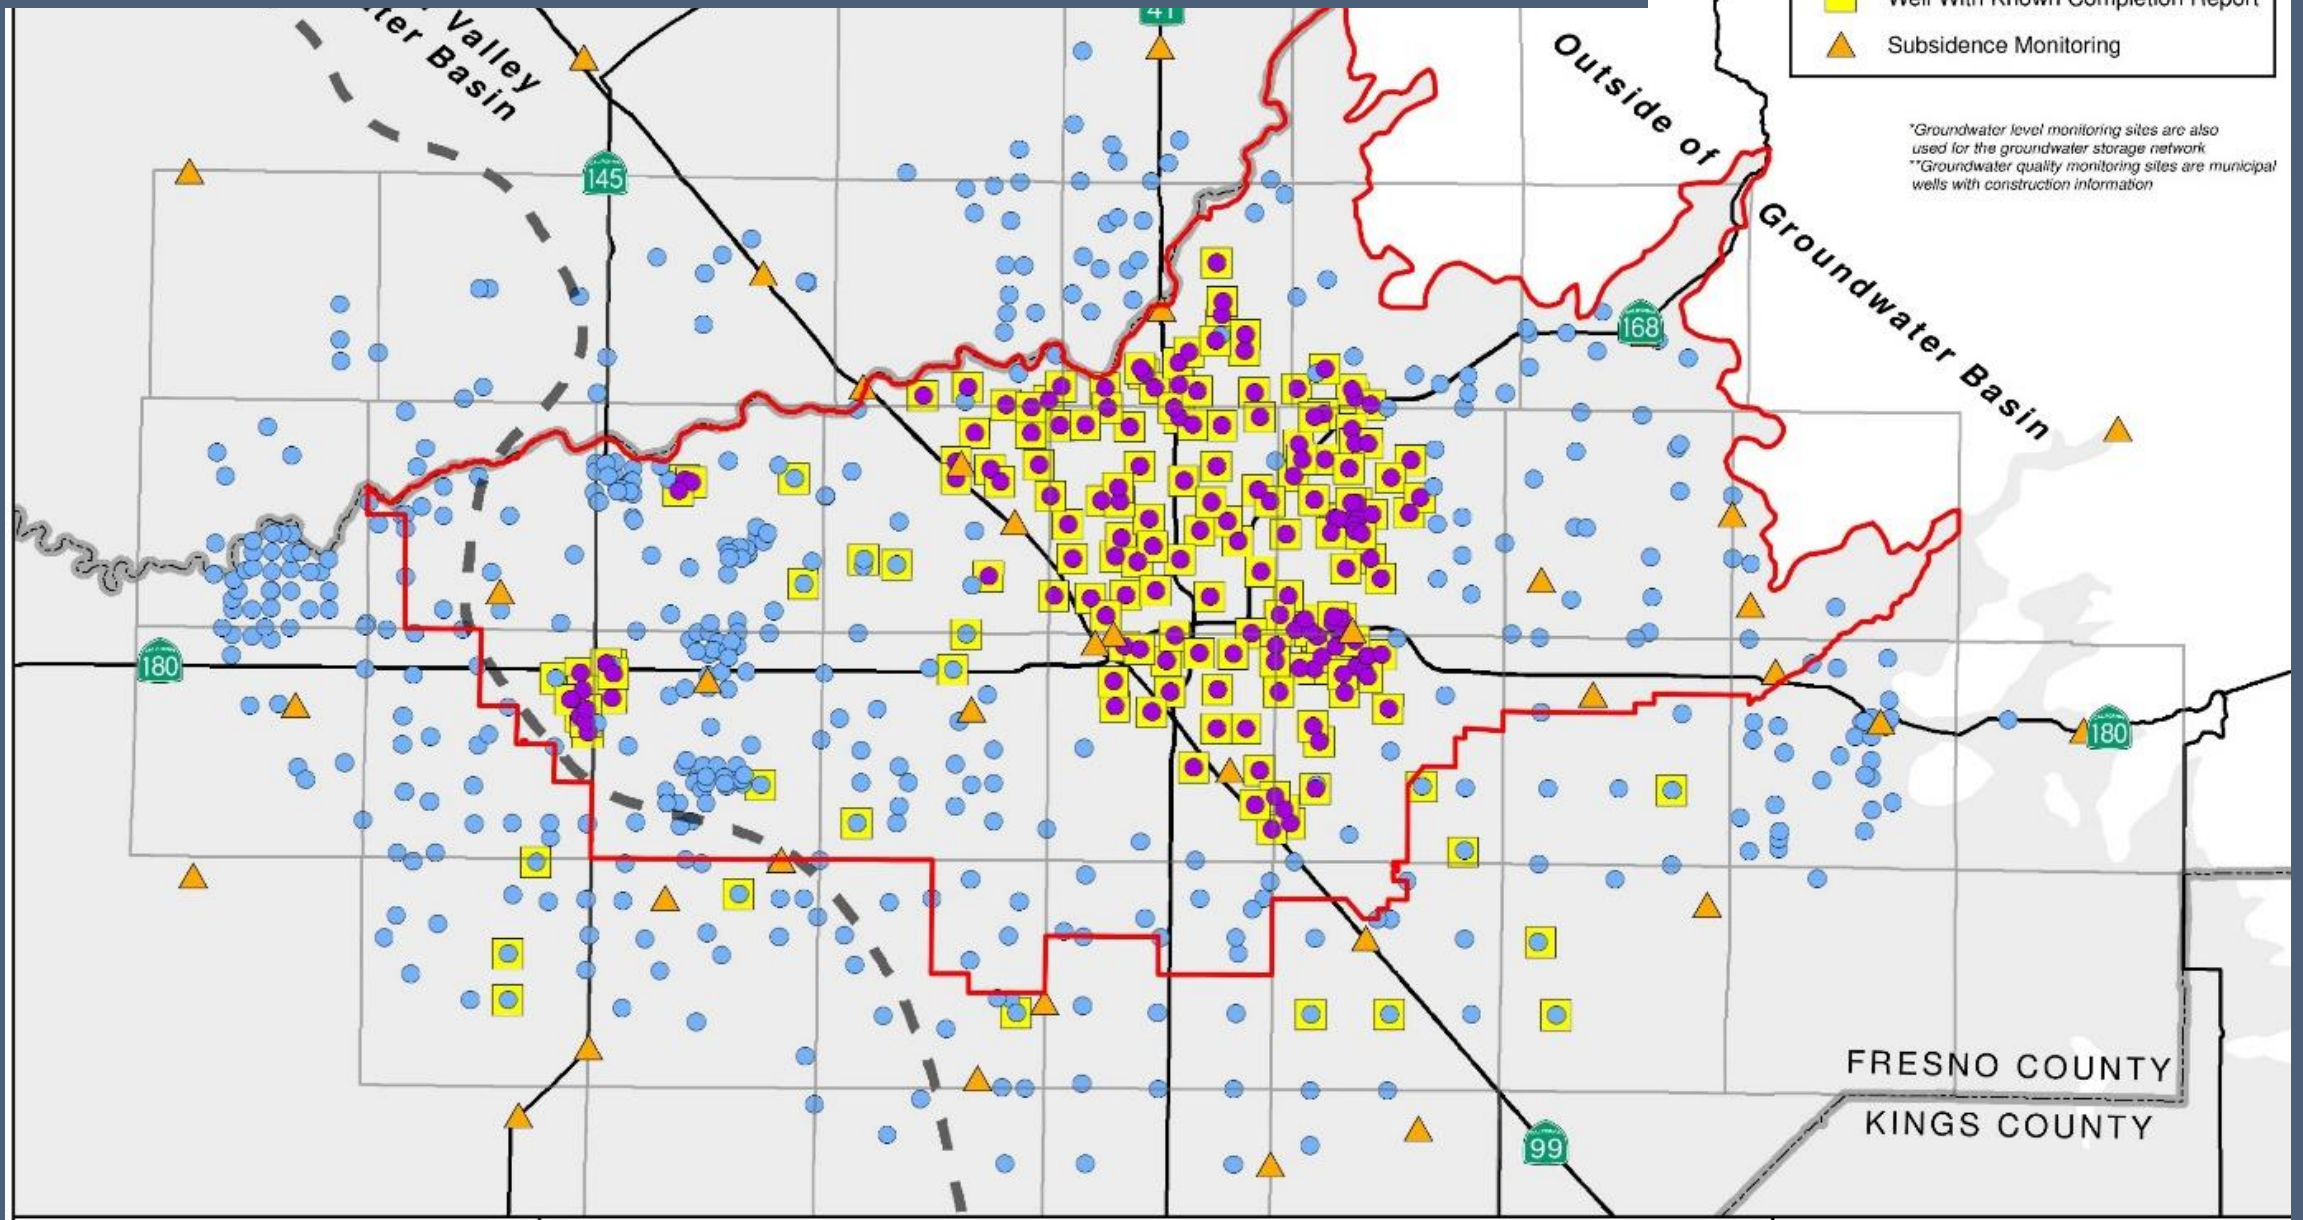 Valley
ter Basin
41
Well With Known Completion Report
Subsidence Monitoring
Outside of
Groundwater Basin
*Groundwater level monitoring sites are also
used for the groundwater storage network
**Groundwater quality monitoring sites are municipal
wells with construction information
145
168
180
180
FRESNO COUNTY
KINGS COUNTY
99